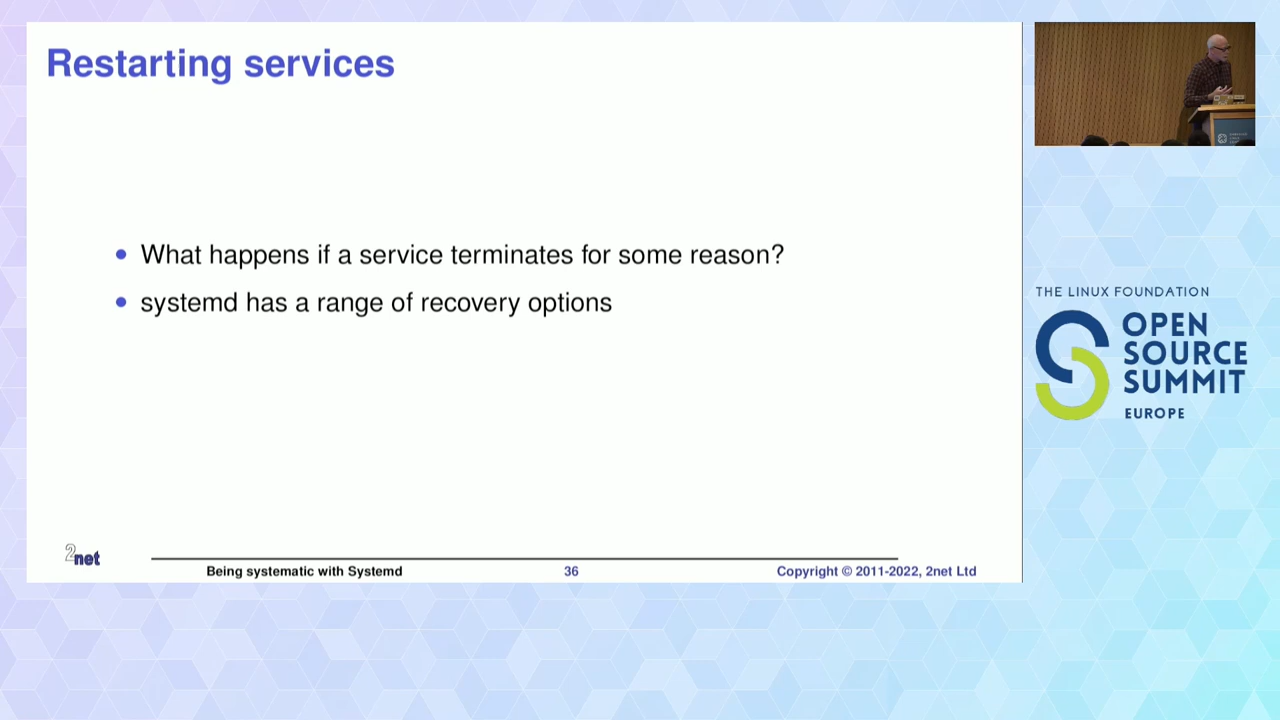 Restarting services
What happens if a service terminates for some reason?
systemd has a range of recovery options
2net
Being systematic with Systemd
36
Copyright © 2011-2022, 2net Ltd
THE LINUX FOUNDATION
OPEN
SOURCE
SUMMIT
EUROPE